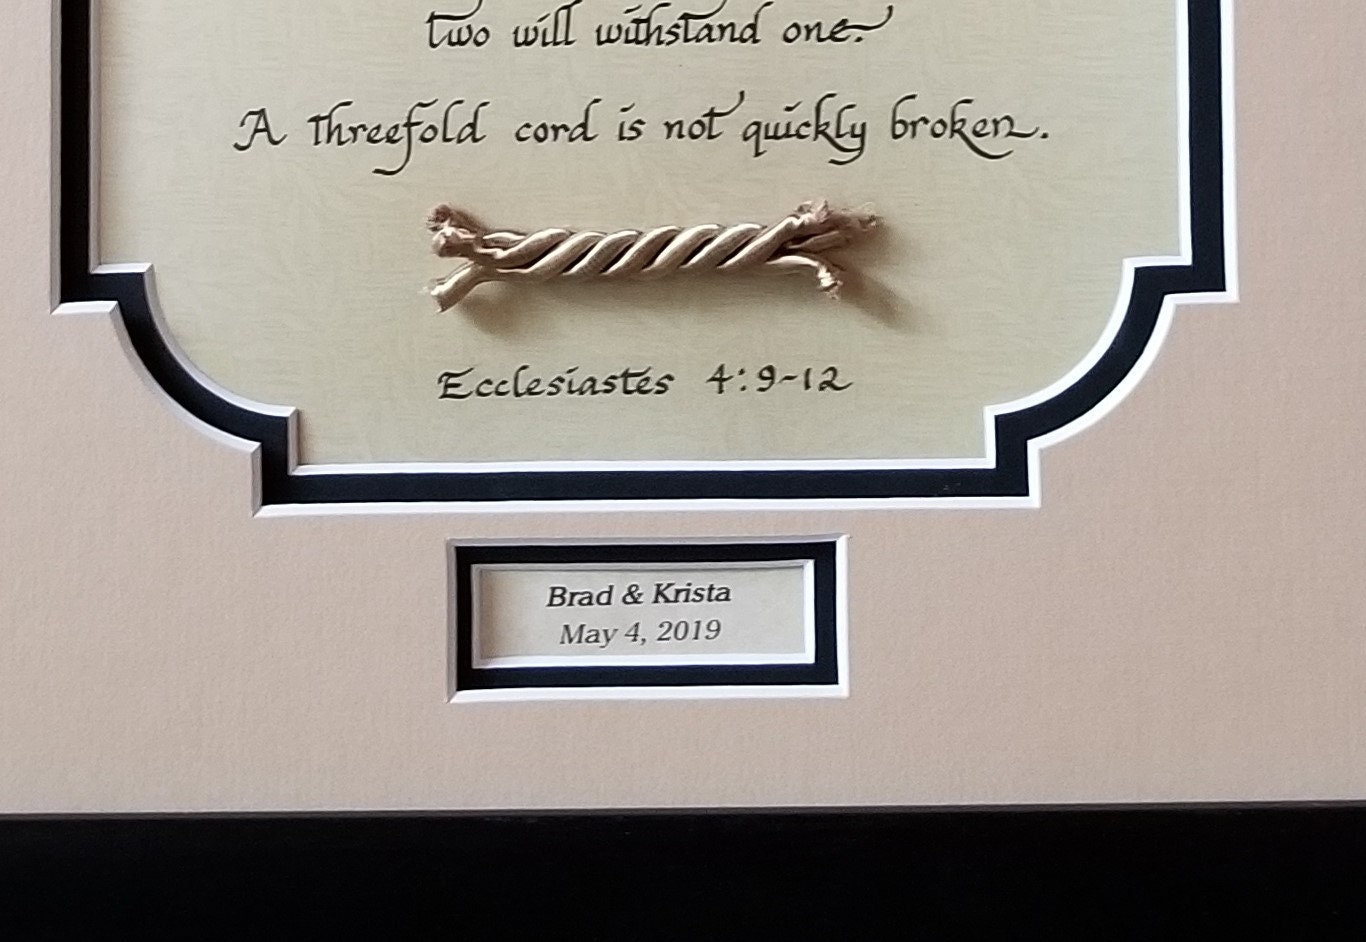 two will withstand one.
A threefold cord is not quickly broken.
Ecclesiastes 4:9-12
Brad & Krista
May 4, 2019